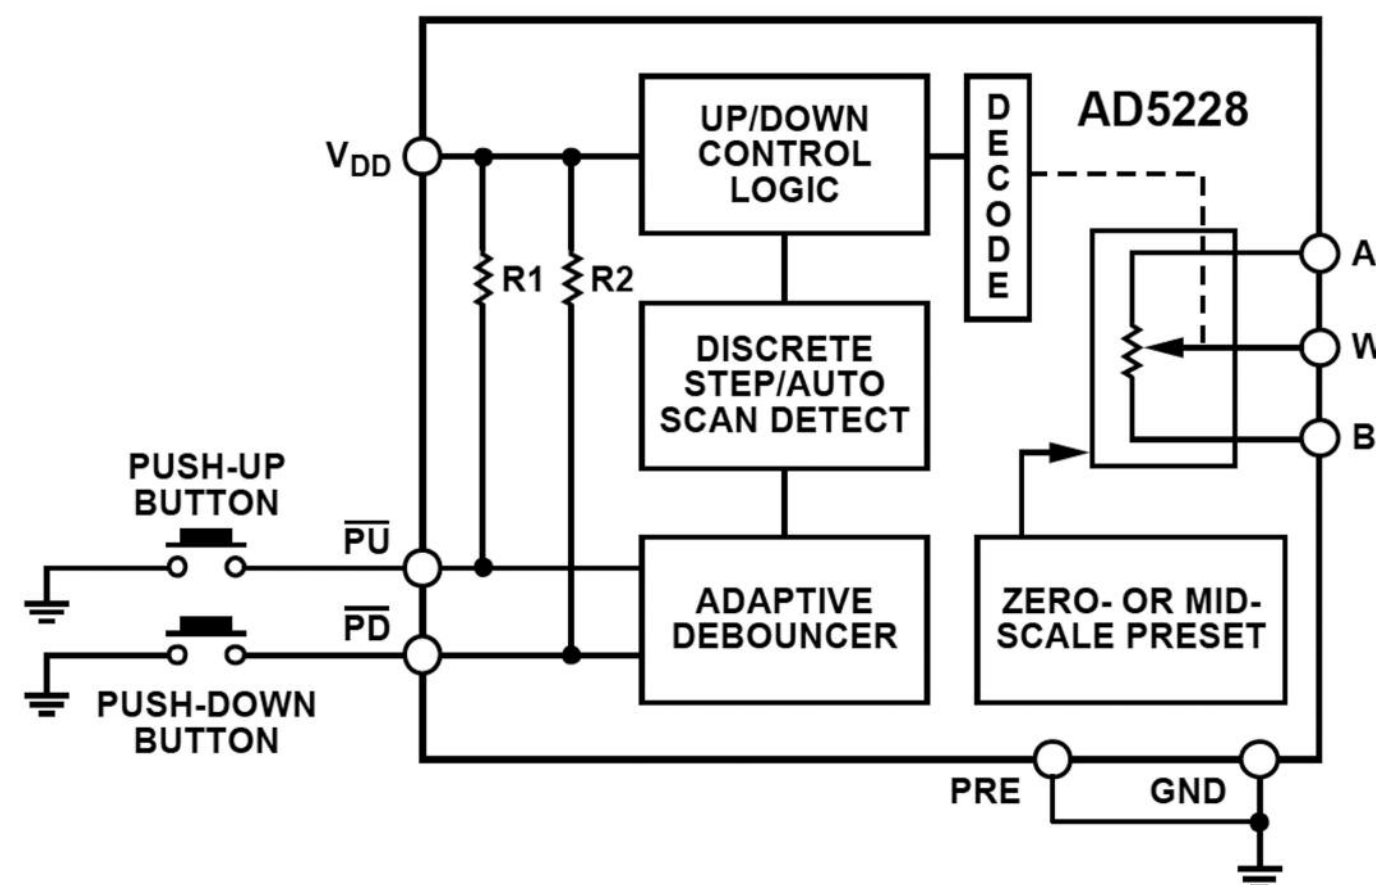 AD5228
UP/DOWN
CONTROL
LOGIC
D
E
C
O
D
E
VDD
R1
R2
A
DISCRETE
STEP/AUTO
SCAN DETECT
W
B
PUSH-UP
BUTTON
PU
PD
PUSH-DOWN
BUTTON
ADAPTIVE
DEBOUNCER
ZERO- OR MID-
SCALE PRESET
PRE
GND